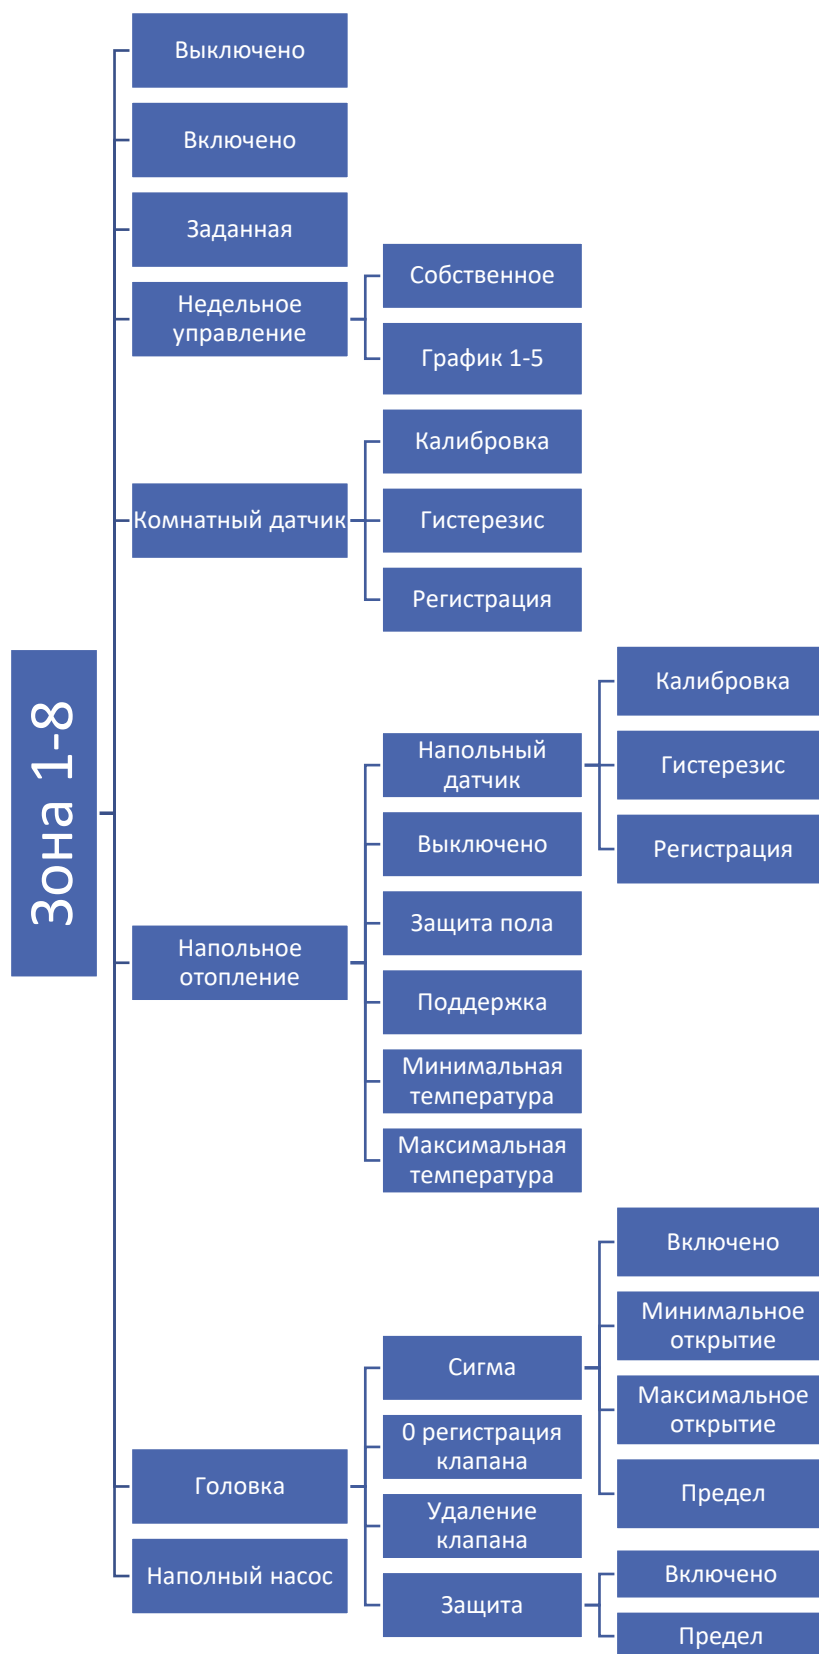 Зона 1-8
Выключено
Включено
Заданная
Недельное
управление
Собственное
График 1-5
Комнатный датчик
Калибровка
Гистерезис
Регистрация
Напольное
отопление
Напольный
датчик
Калибровка
Гистерезис
Регистрация
Выключено
Защита пола
Поддержка
Минимальная
температура
Максимальная
температура
Головка
Сигма
Включено
Минимальное
открытие
Максимальное
открытие
Предел
0 регистрация
клапана
Удаление
клапана
Защита
Включено
Предел
Наполный насос